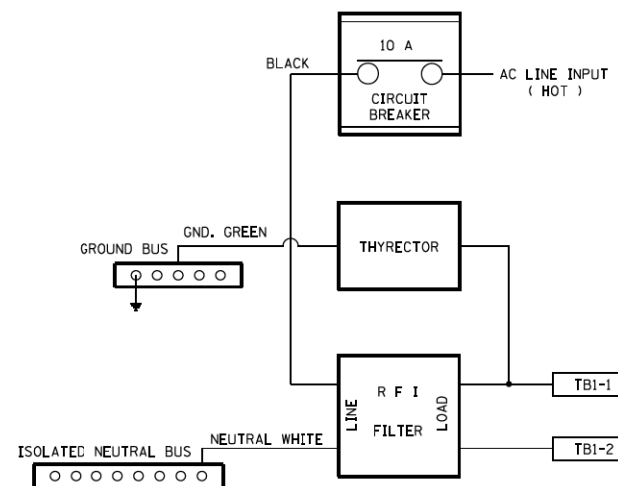 10 A
BLACK
AC LINE INPUT
( HOT )
CIRCUIT
BREAKER
GND. GREEN
GROUND BUS
THYRECTOR
LINE
R F I
FILTER
LOAD
TB1-1
NEUTRAL WHITE
TB1-2
ISOLATED NEUTRAL BUS